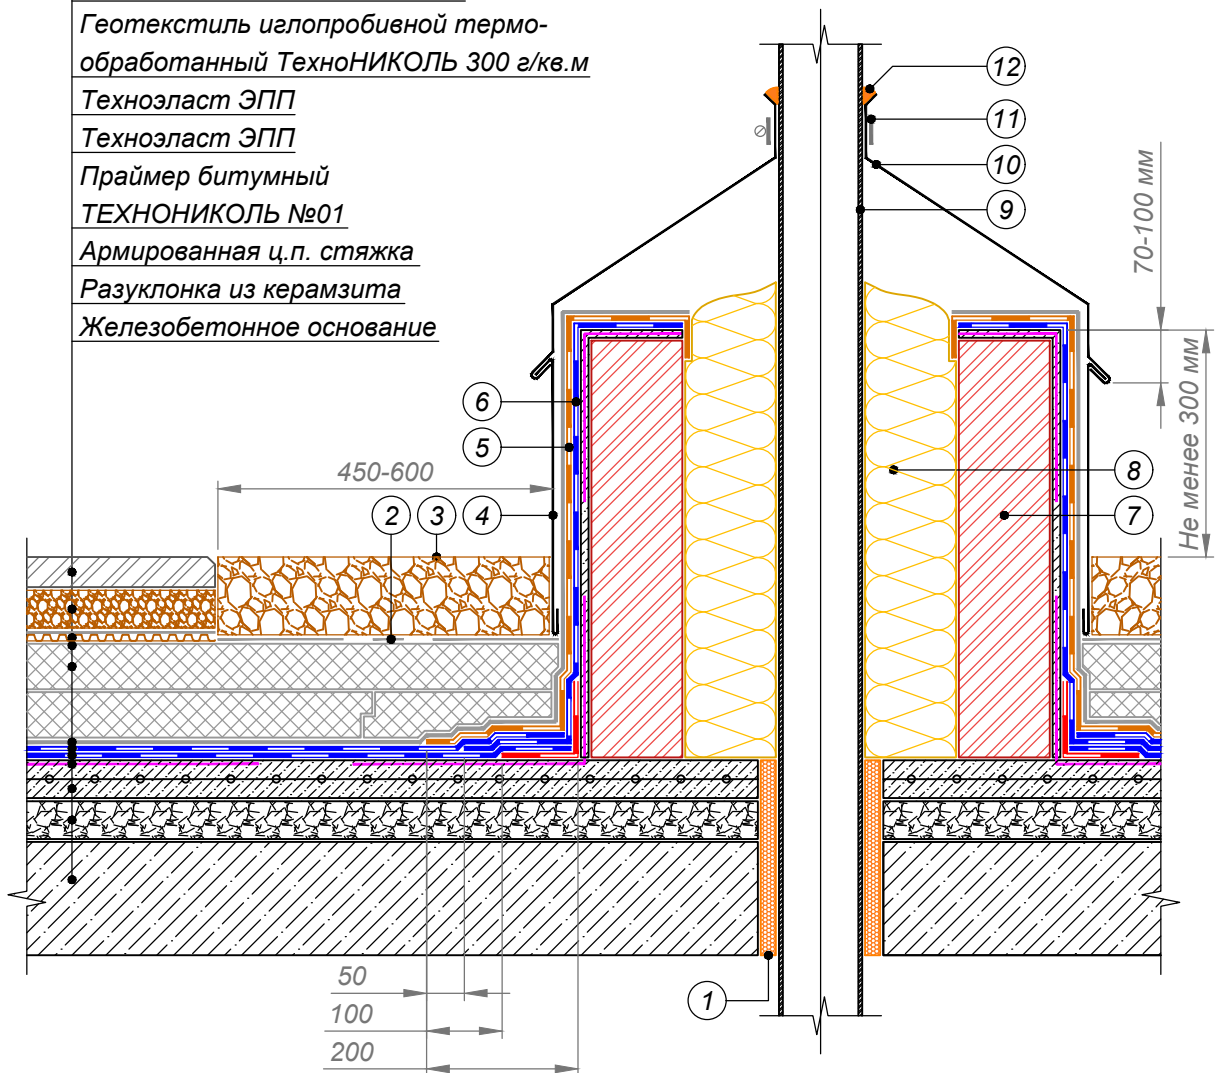 Геотекстиль иглопробивной термо-
обработанный ТехноНИКОЛЬ 300 г/кв.м
Техноэласт ЭПП
Техноэласт ЭПП
Праймер битумный
ТЕХНОНИКОЛЬ №01
Армированная ц.п. стяжка
Разуклонка из керамзита
Железобетонное основание
12
11
10
9
70-100 мм
Не менее 300 мм
6
5
450-600
2
3
4
8
7
50
100
200
1